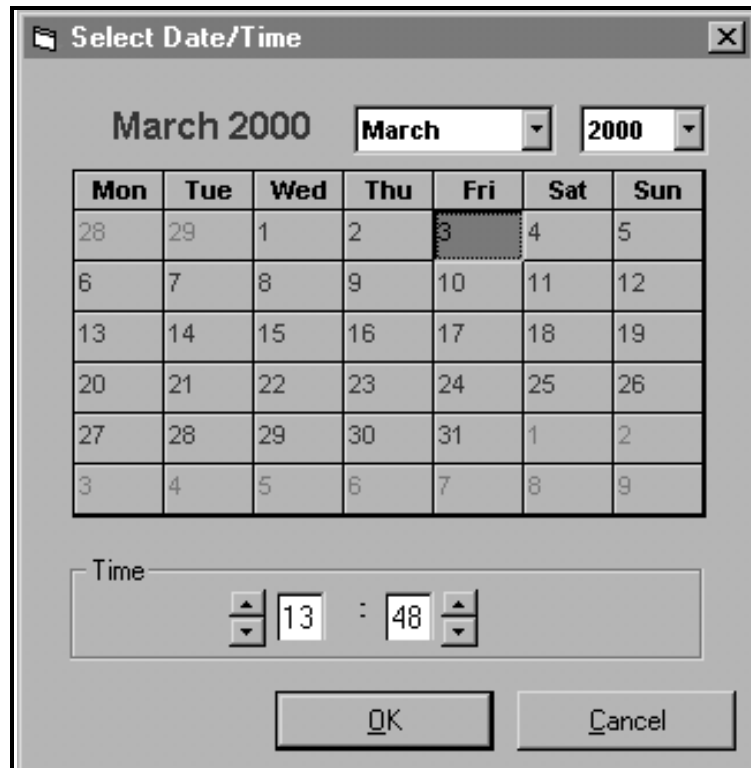 Select Date/Time
March 2000 March 2000
Mon Tue Wed Thu Fri Sat Sun
28 29 1 2 3 4 5
6 7 8 9 10 11 12
13 14 15 16 17 18 19
20 21 22 23 24 25 26
27 28 29 30 31 1 2
3 4 5 6 7 8 9
Time
13 : 48
OK Cancel